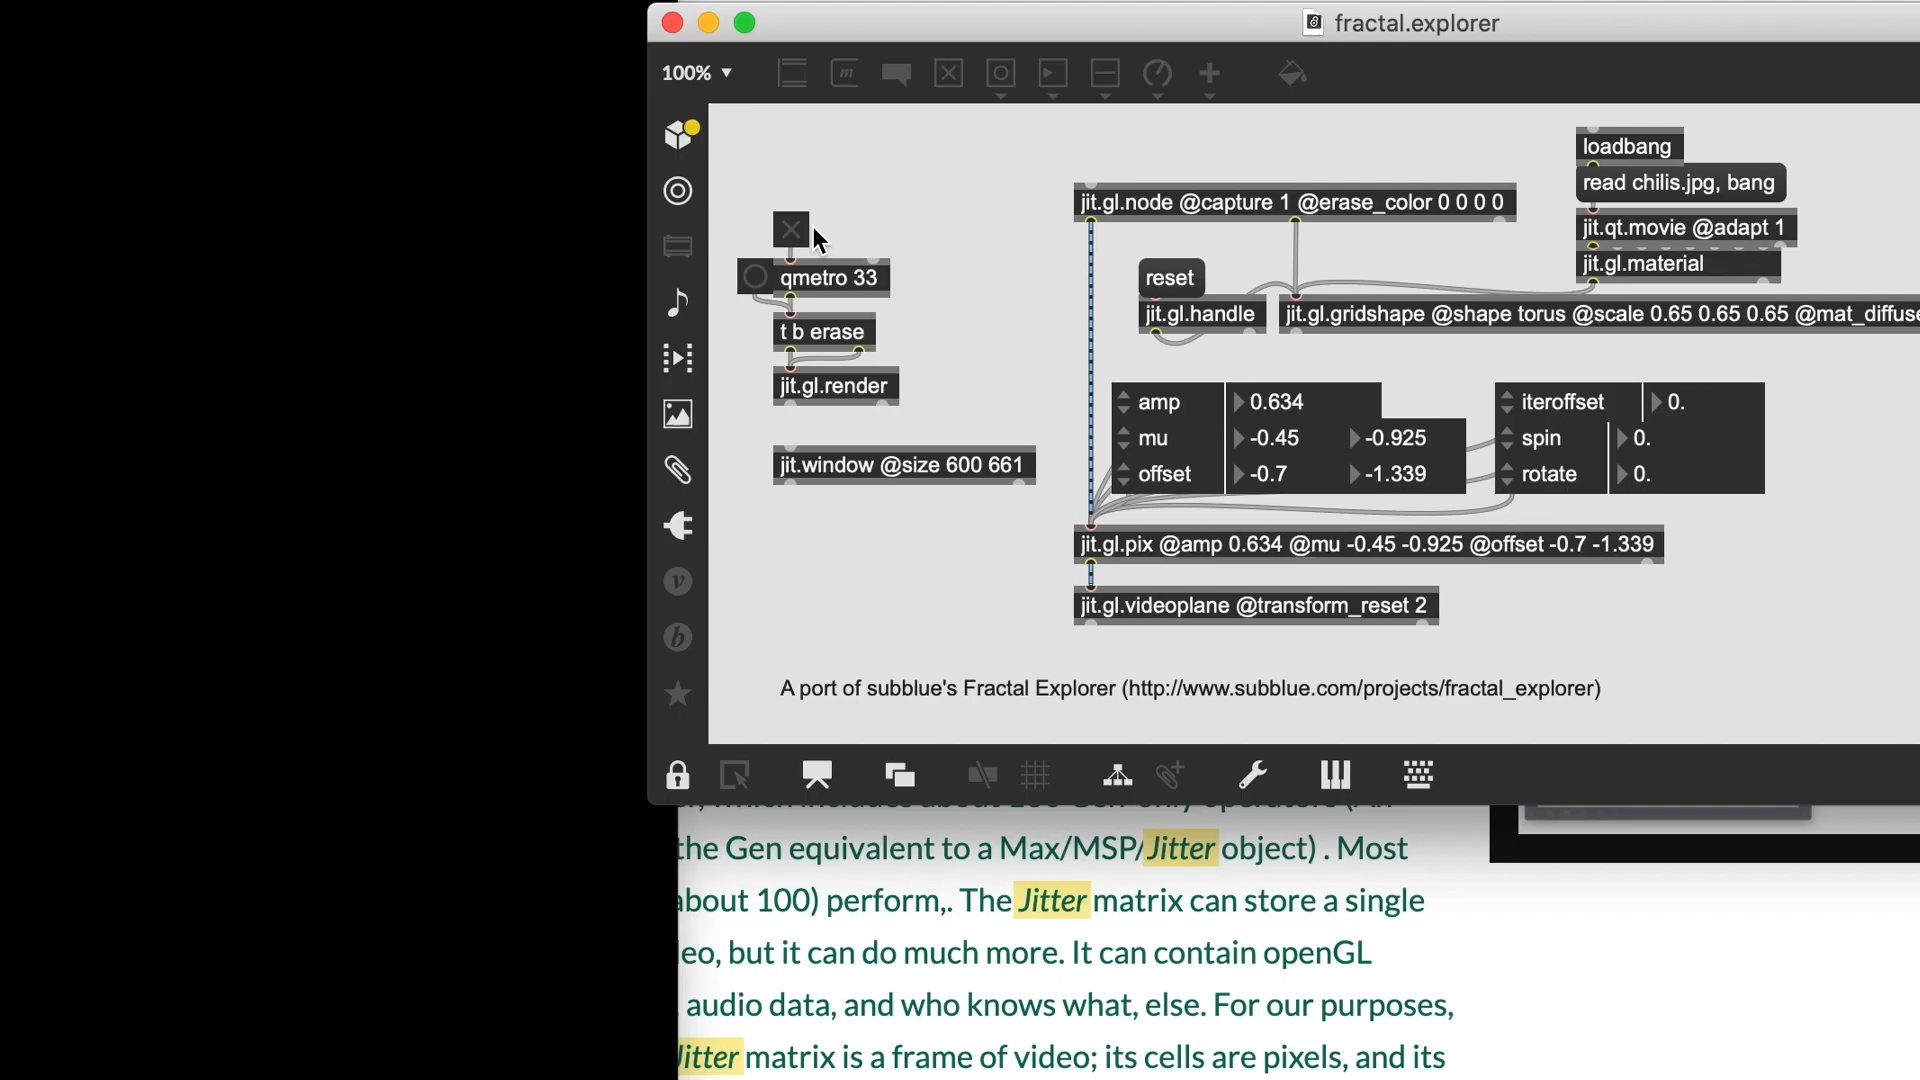 fractal.explorer
100%
loadbang
read chilis.jpg, bang
jit.gl.node @capture 1 @erase_color 0 0 0 0
jit.qt.movie @adapt 1
jit.gl.material
reset
qmetro 33
jit.gl.handle
jit.gl.gridshape @shape torus @scale 0.65 0.65 0.65 @mat_diffuse
t b erase
jit.gl.render
amp 0.634
iteroffset 0.
mu -0.45 -0.925
spin 0.
offset -0.7 -1.339
rotate 0.
jit.window @size 600 661
jit.gl.pix @amp 0.634 @mu -0.45 -0.925 @offset -0.7 -1.339
jit.gl.videoplane @transform_reset 2
A port of subblue's Fractal Explorer (http://www.subblue.com/projects/fractal_explorer)
the Gen equivalent to a Max/MSP/Jitter object) . Most
about 100) perform,. The Jitter matrix can store a single
eo, but it can do much more. It can contain openGL
audio data, and who knows what, else. For our purposes,
Jitter matrix is a frame of video; its cells are pixels, and its